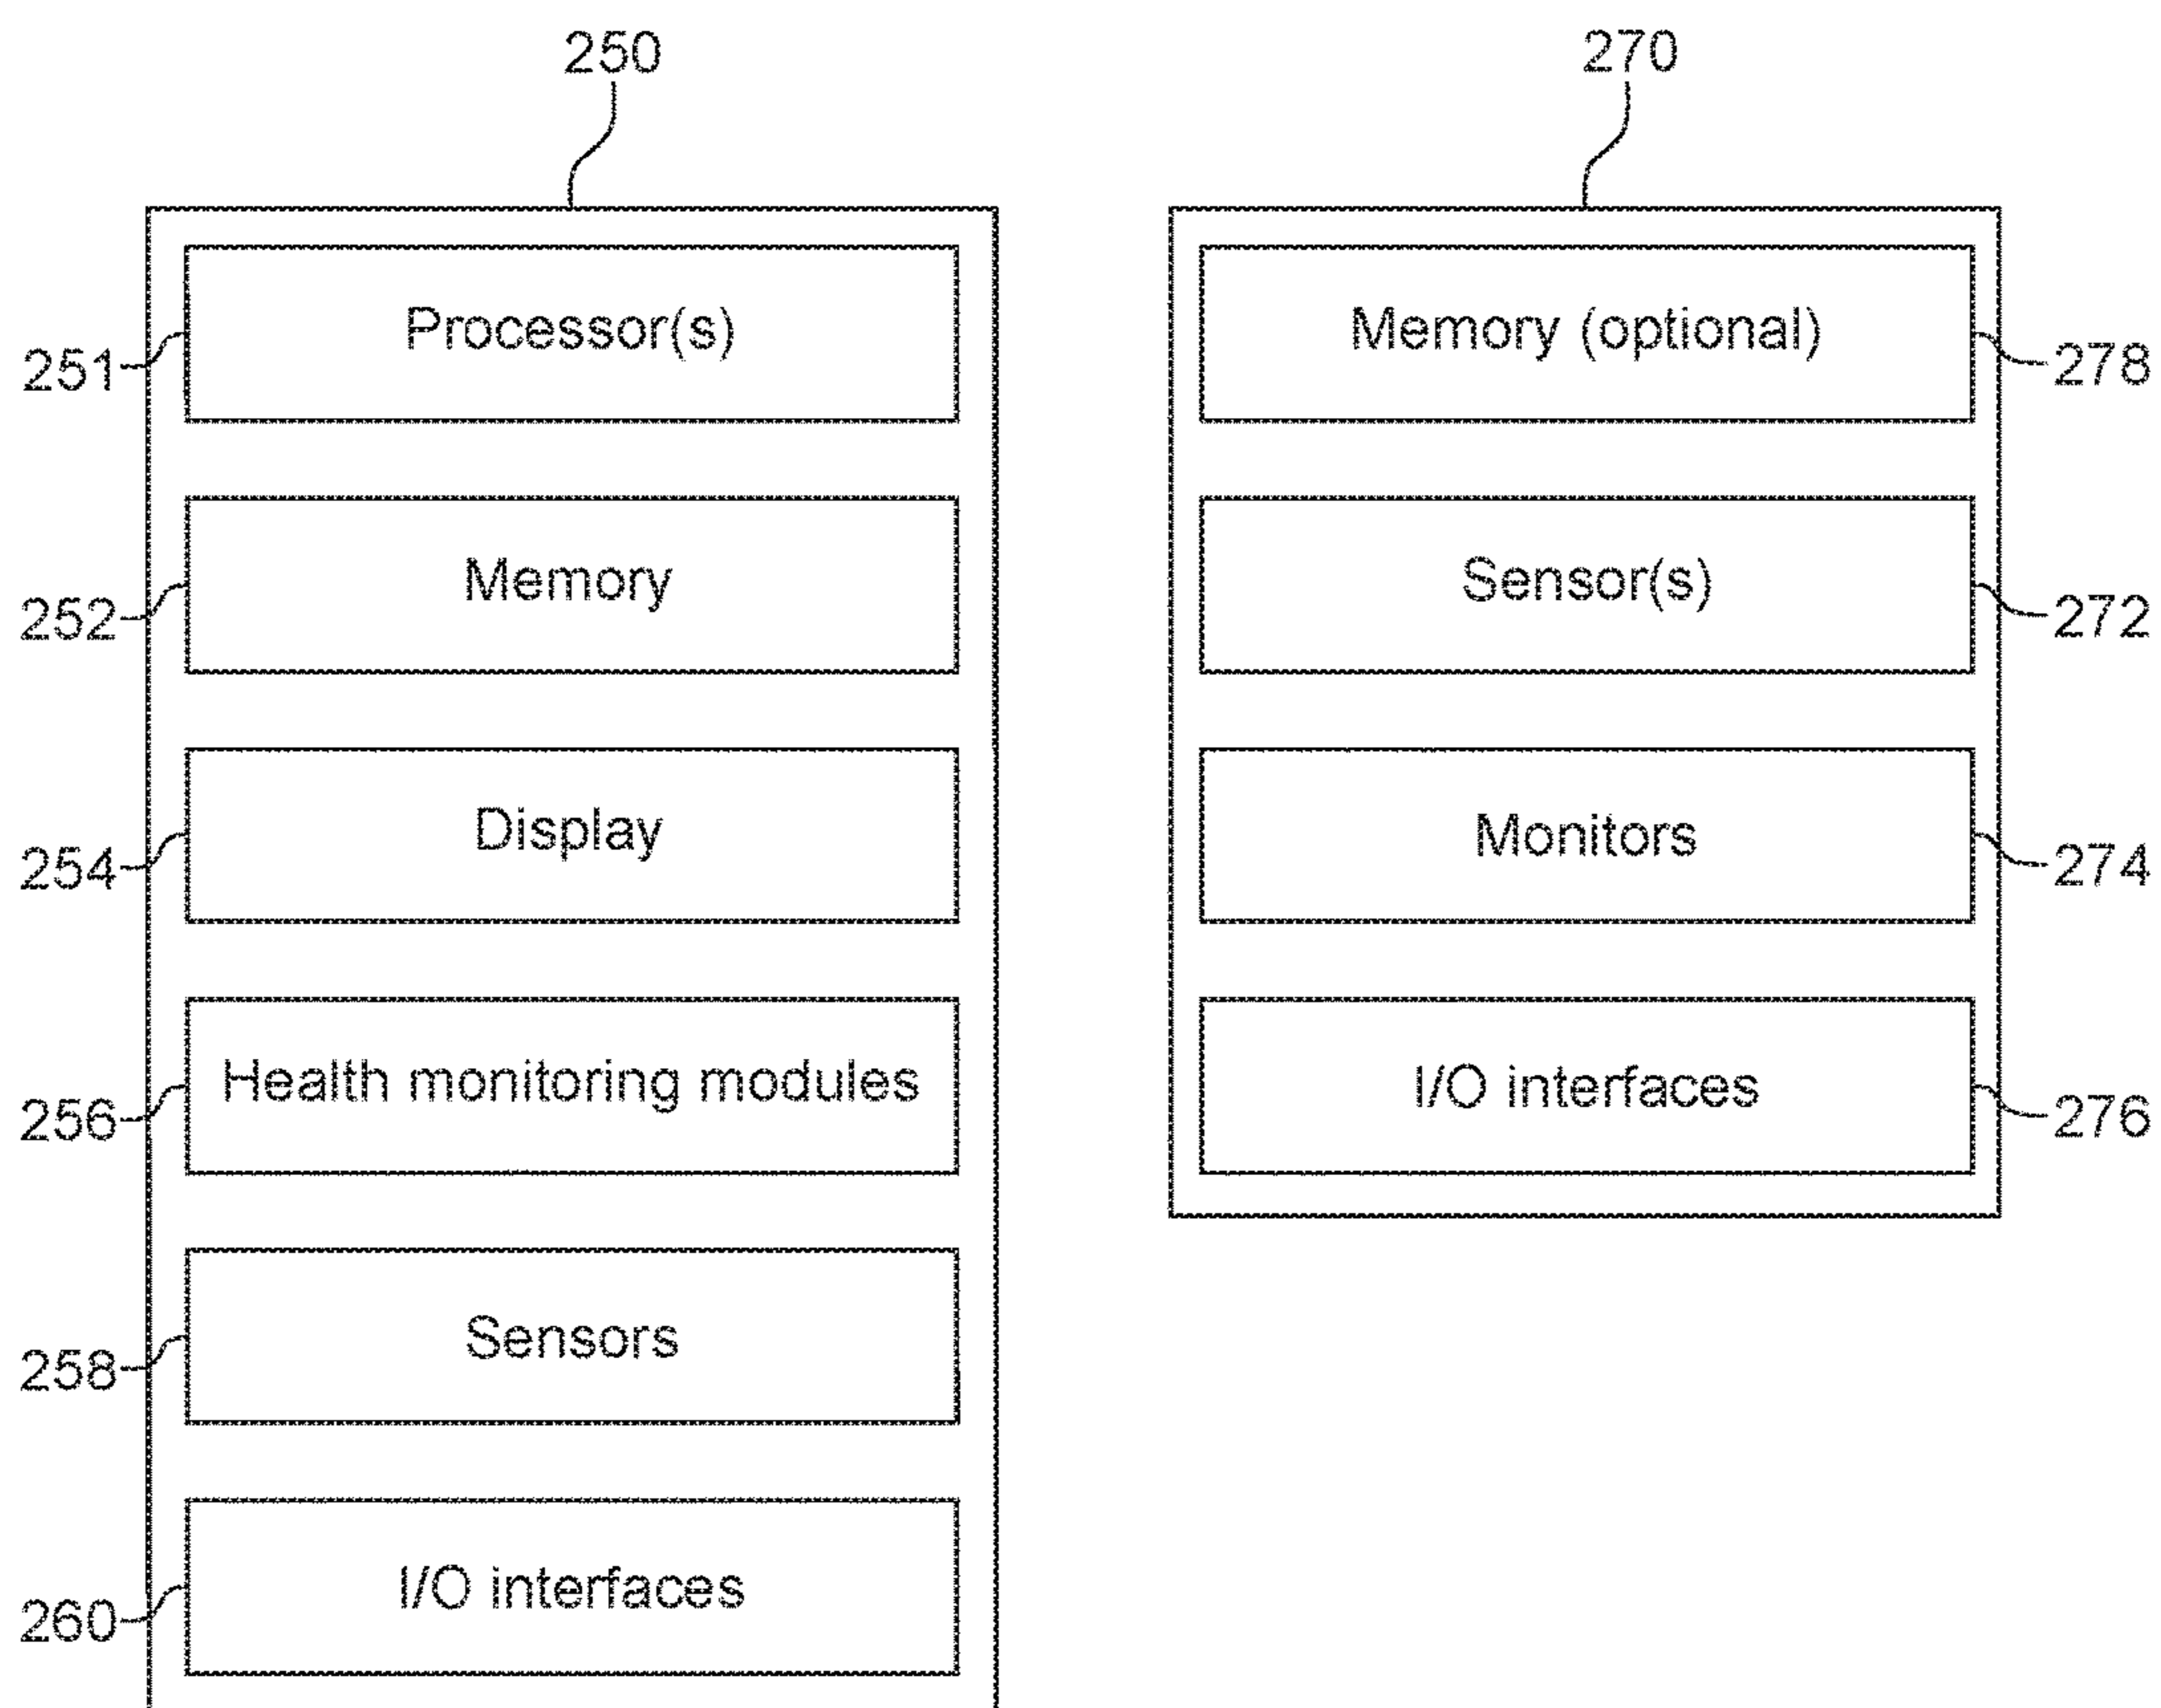 250
Processor(s)
251
Memory
252
Display
254
Health monitoring modules
256
Sensors
258
I/O interfaces
260
270
Memory (optional)
278
Sensor(s)
272
Monitors
274
I/O interfaces
276